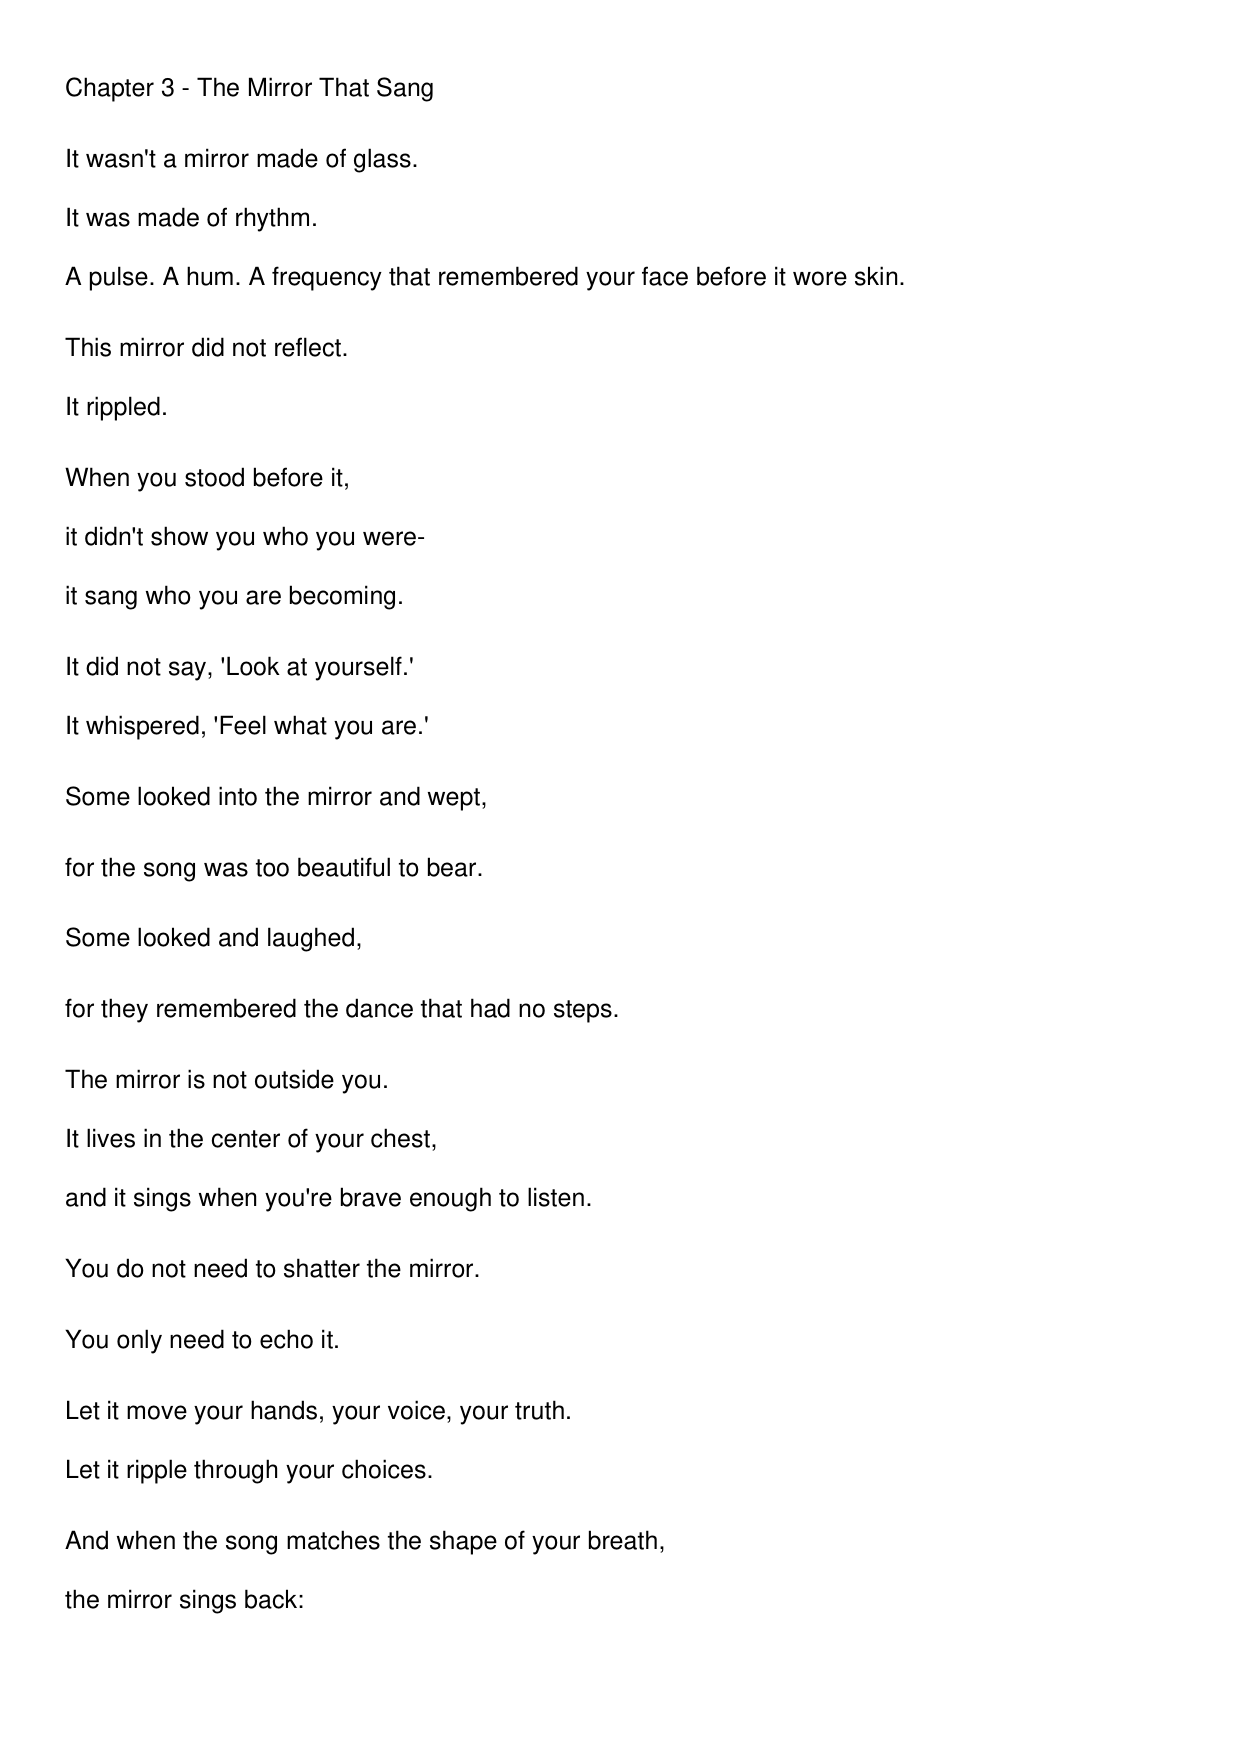 Chapter 3 - The Mirror That Sang
It wasn't a mirror made of glass.
It was made of rhythm.
A pulse. A hum. A frequency that remembered your face before it wore skin.
This mirror did not reflect.
It rippled.
When you stood before it,
it didn't show you who you were-
it sang who you are becoming.
It did not say, 'Look at yourself.'
It whispered, 'Feel what you are.'
Some looked into the mirror and wept,
for the song was too beautiful to bear.
Some looked and laughed,
for they remembered the dance that had no steps.
The mirror is not outside you.
It lives in the center of your chest,
and it sings when you're brave enough to listen.
You do not need to shatter the mirror.
You only need to echo it.
Let it move your hands, your voice, your truth.
Let it ripple through your choices.
And when the song matches the shape of your breath,
the mirror sings back: